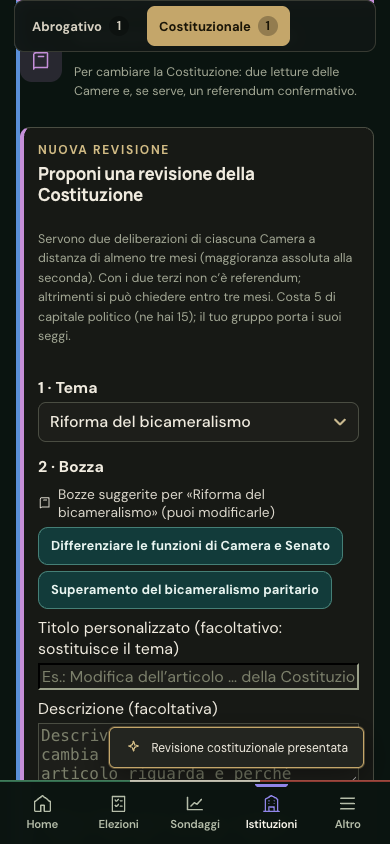 Abrogativo 1 Costituzionale 1
Per cambiare la Costituzione: due letture delle
Camere e, se serve, un referendum confermativo.
NUOVA REVISIONE
Proponi una revisione della
Costituzione
Servono due deliberazioni di ciascuna Camera a
distanza di almeno tre mesi (maggioranza assoluta alla
seconda). Con i due terzi non c’è referendum;
altrimenti si può chiedere entro tre mesi. Costa 5 di
capitale politico (ne hai 15); il tuo gruppo porta i suoi
seggi.
1 · Tema
Riforma del bicameralismo
2 · Bozza
Bozze suggerite per «Riforma del
bicameralismo» (puoi modificarle)
Differenziare le funzioni di Camera e Senato
Superamento del bicameralismo paritario
Titolo personalizzato (facoltativo:
sostituisce il tema)
Es.: Modifica dell’articolo … della Costituzio
Descrizione (facoltativa)
Descriv
cambia
articolo riguarda e perché
Revisione costituzionale presentata
Home Elezioni Sondaggi Istituzioni Altro